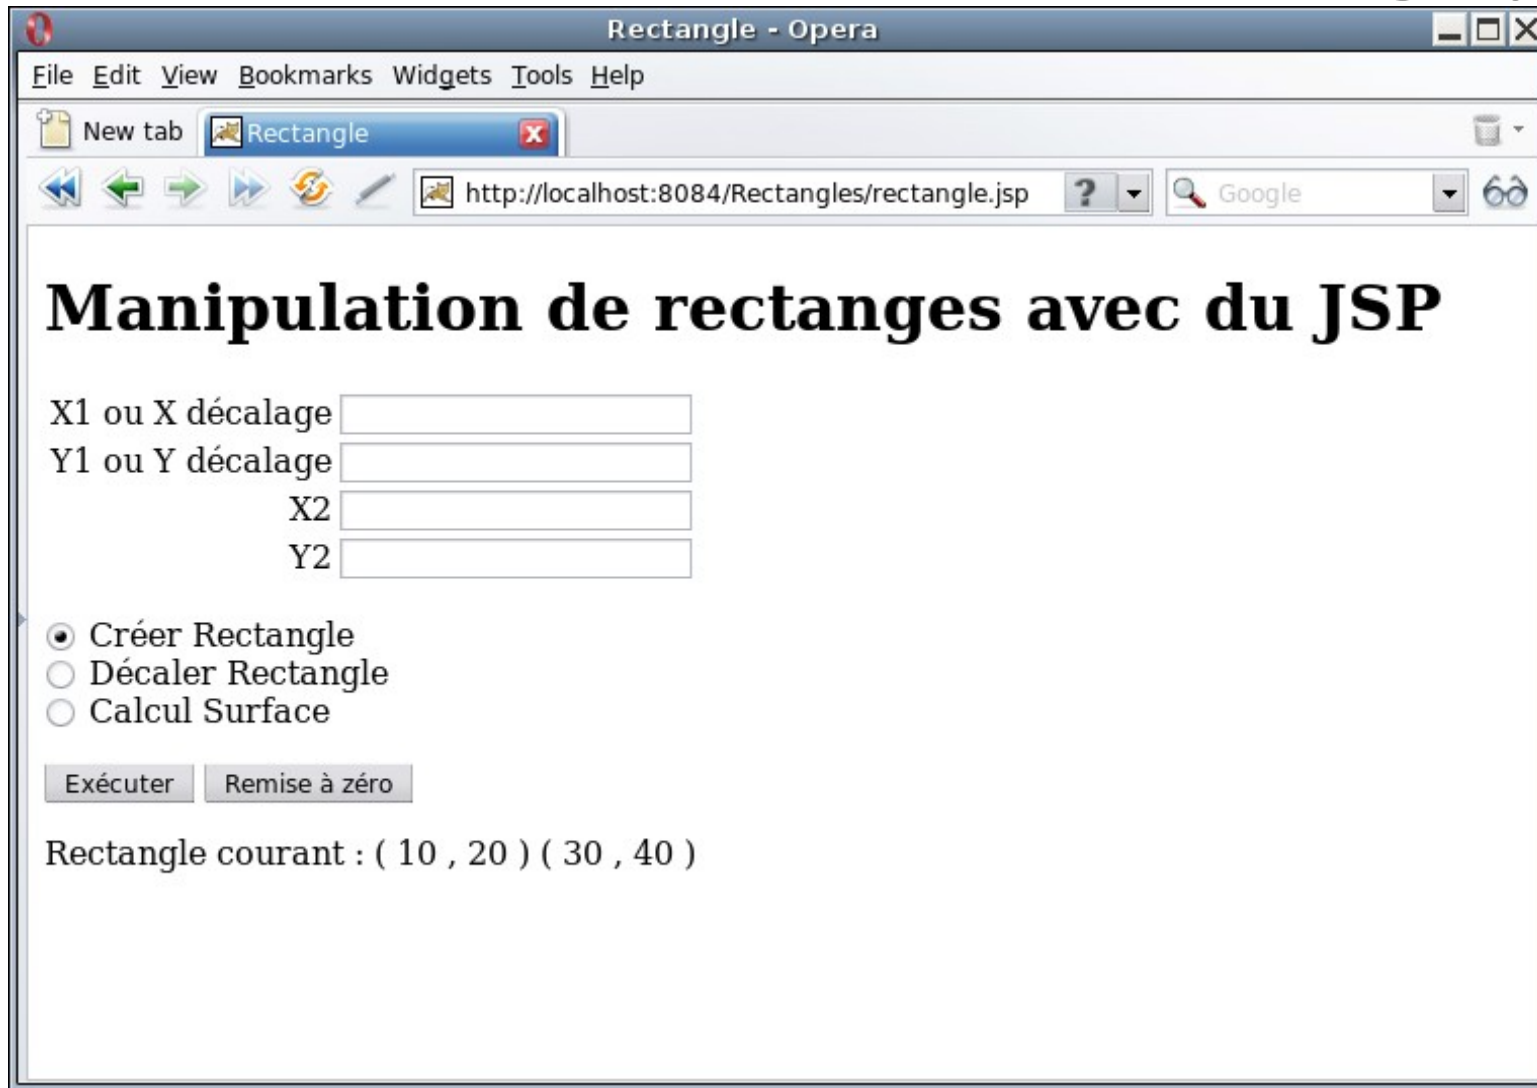 Rectangle - Opera
File Edit View Bookmarks Widgets Tools Help
New tab Rectangle
http://localhost:8084/Rectangles/rectangle.jsp ? Google
Manipulation de rectanges avec du JSP
X1 ou X décalage
Y1 ou Y décalage
X2
Y2
Créer Rectangle
Décaler Rectangle
Calcul Surface
Exécuter Remise à zéro
Rectangle courant : ( 10 , 20 ) ( 30 , 40 )